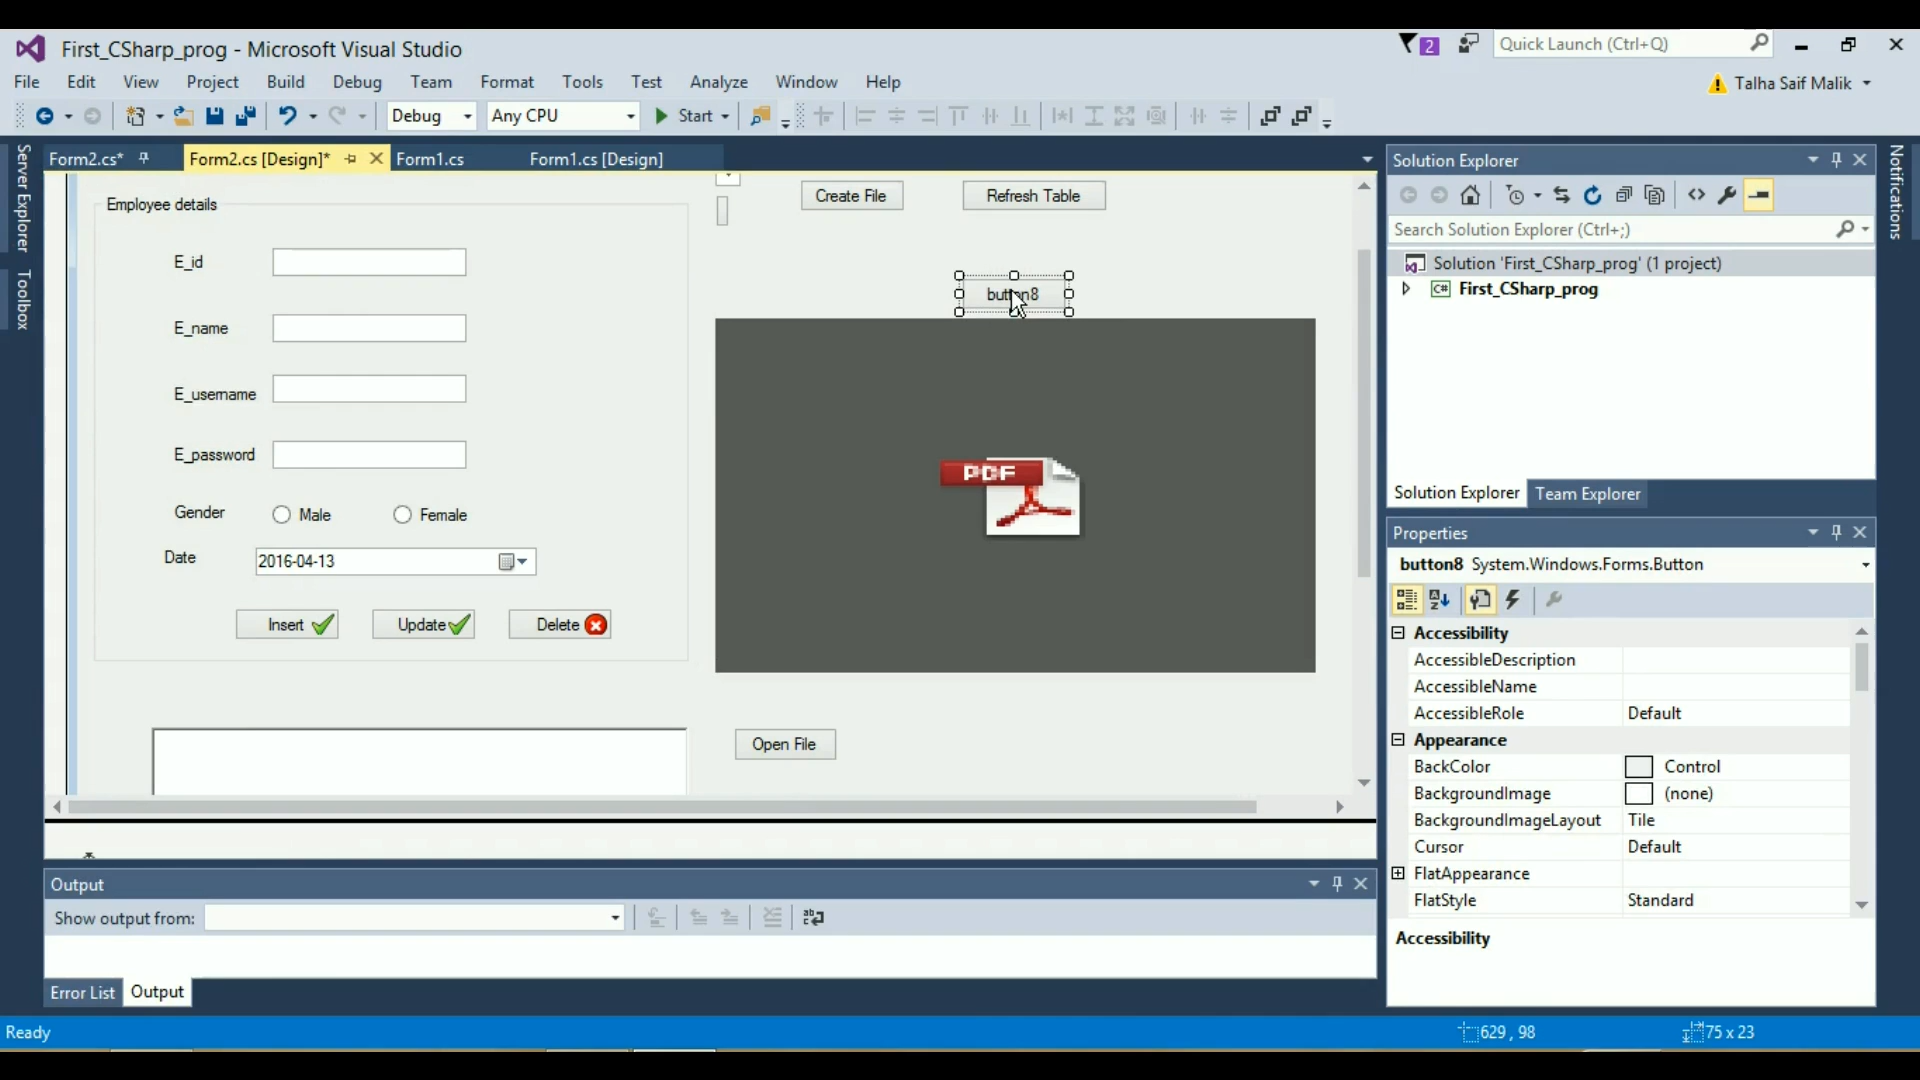 First_CSharp_prog - Microsoft Visual Studio
2
Quick Launch (Ctrl+Q)
File Edit View Project Build Debug Team Format Tools Test Analyze Window Help
Talha Saif Malik
Debug Any CPU Start
Server Explorer
Toolbox
Form2.cs* Form2.cs [Design]* Form1.cs Form1.cs [Design]
Employee details
E_id
E_name
E_username
E_password
Gender Male Female
Date 2016-04-13
Insert Update Delete
Create File Refresh Table
button8
PDF
Open File
Output
Show output from:
Error List Output
Solution Explorer
Search Solution Explorer (Ctrl+;)
Solution 'First_CSharp_prog' (1 project)
C# First_CSharp_prog
Solution Explorer Team Explorer
Notifications
Properties
button8 System.Windows.Forms.Button
Accessibility
AccessibleDescription
AccessibleName
AccessibleRole Default
Appearance
BackColor Control
BackgroundImage (none)
BackgroundImageLayout Tile
Cursor Default
FlatAppearance
FlatStyle Standard
Accessibility
Ready 629 , 98 75 x 23